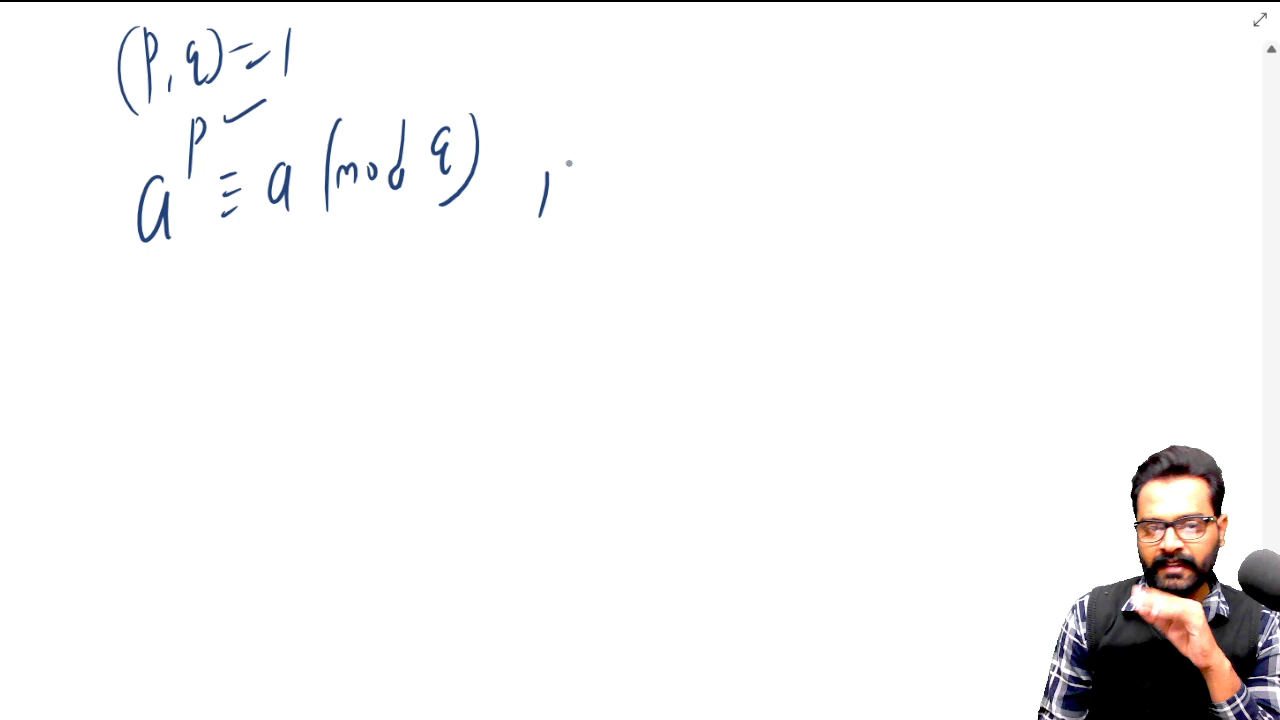 (p, q) = 1
a^p ≡ a (mod q) ,